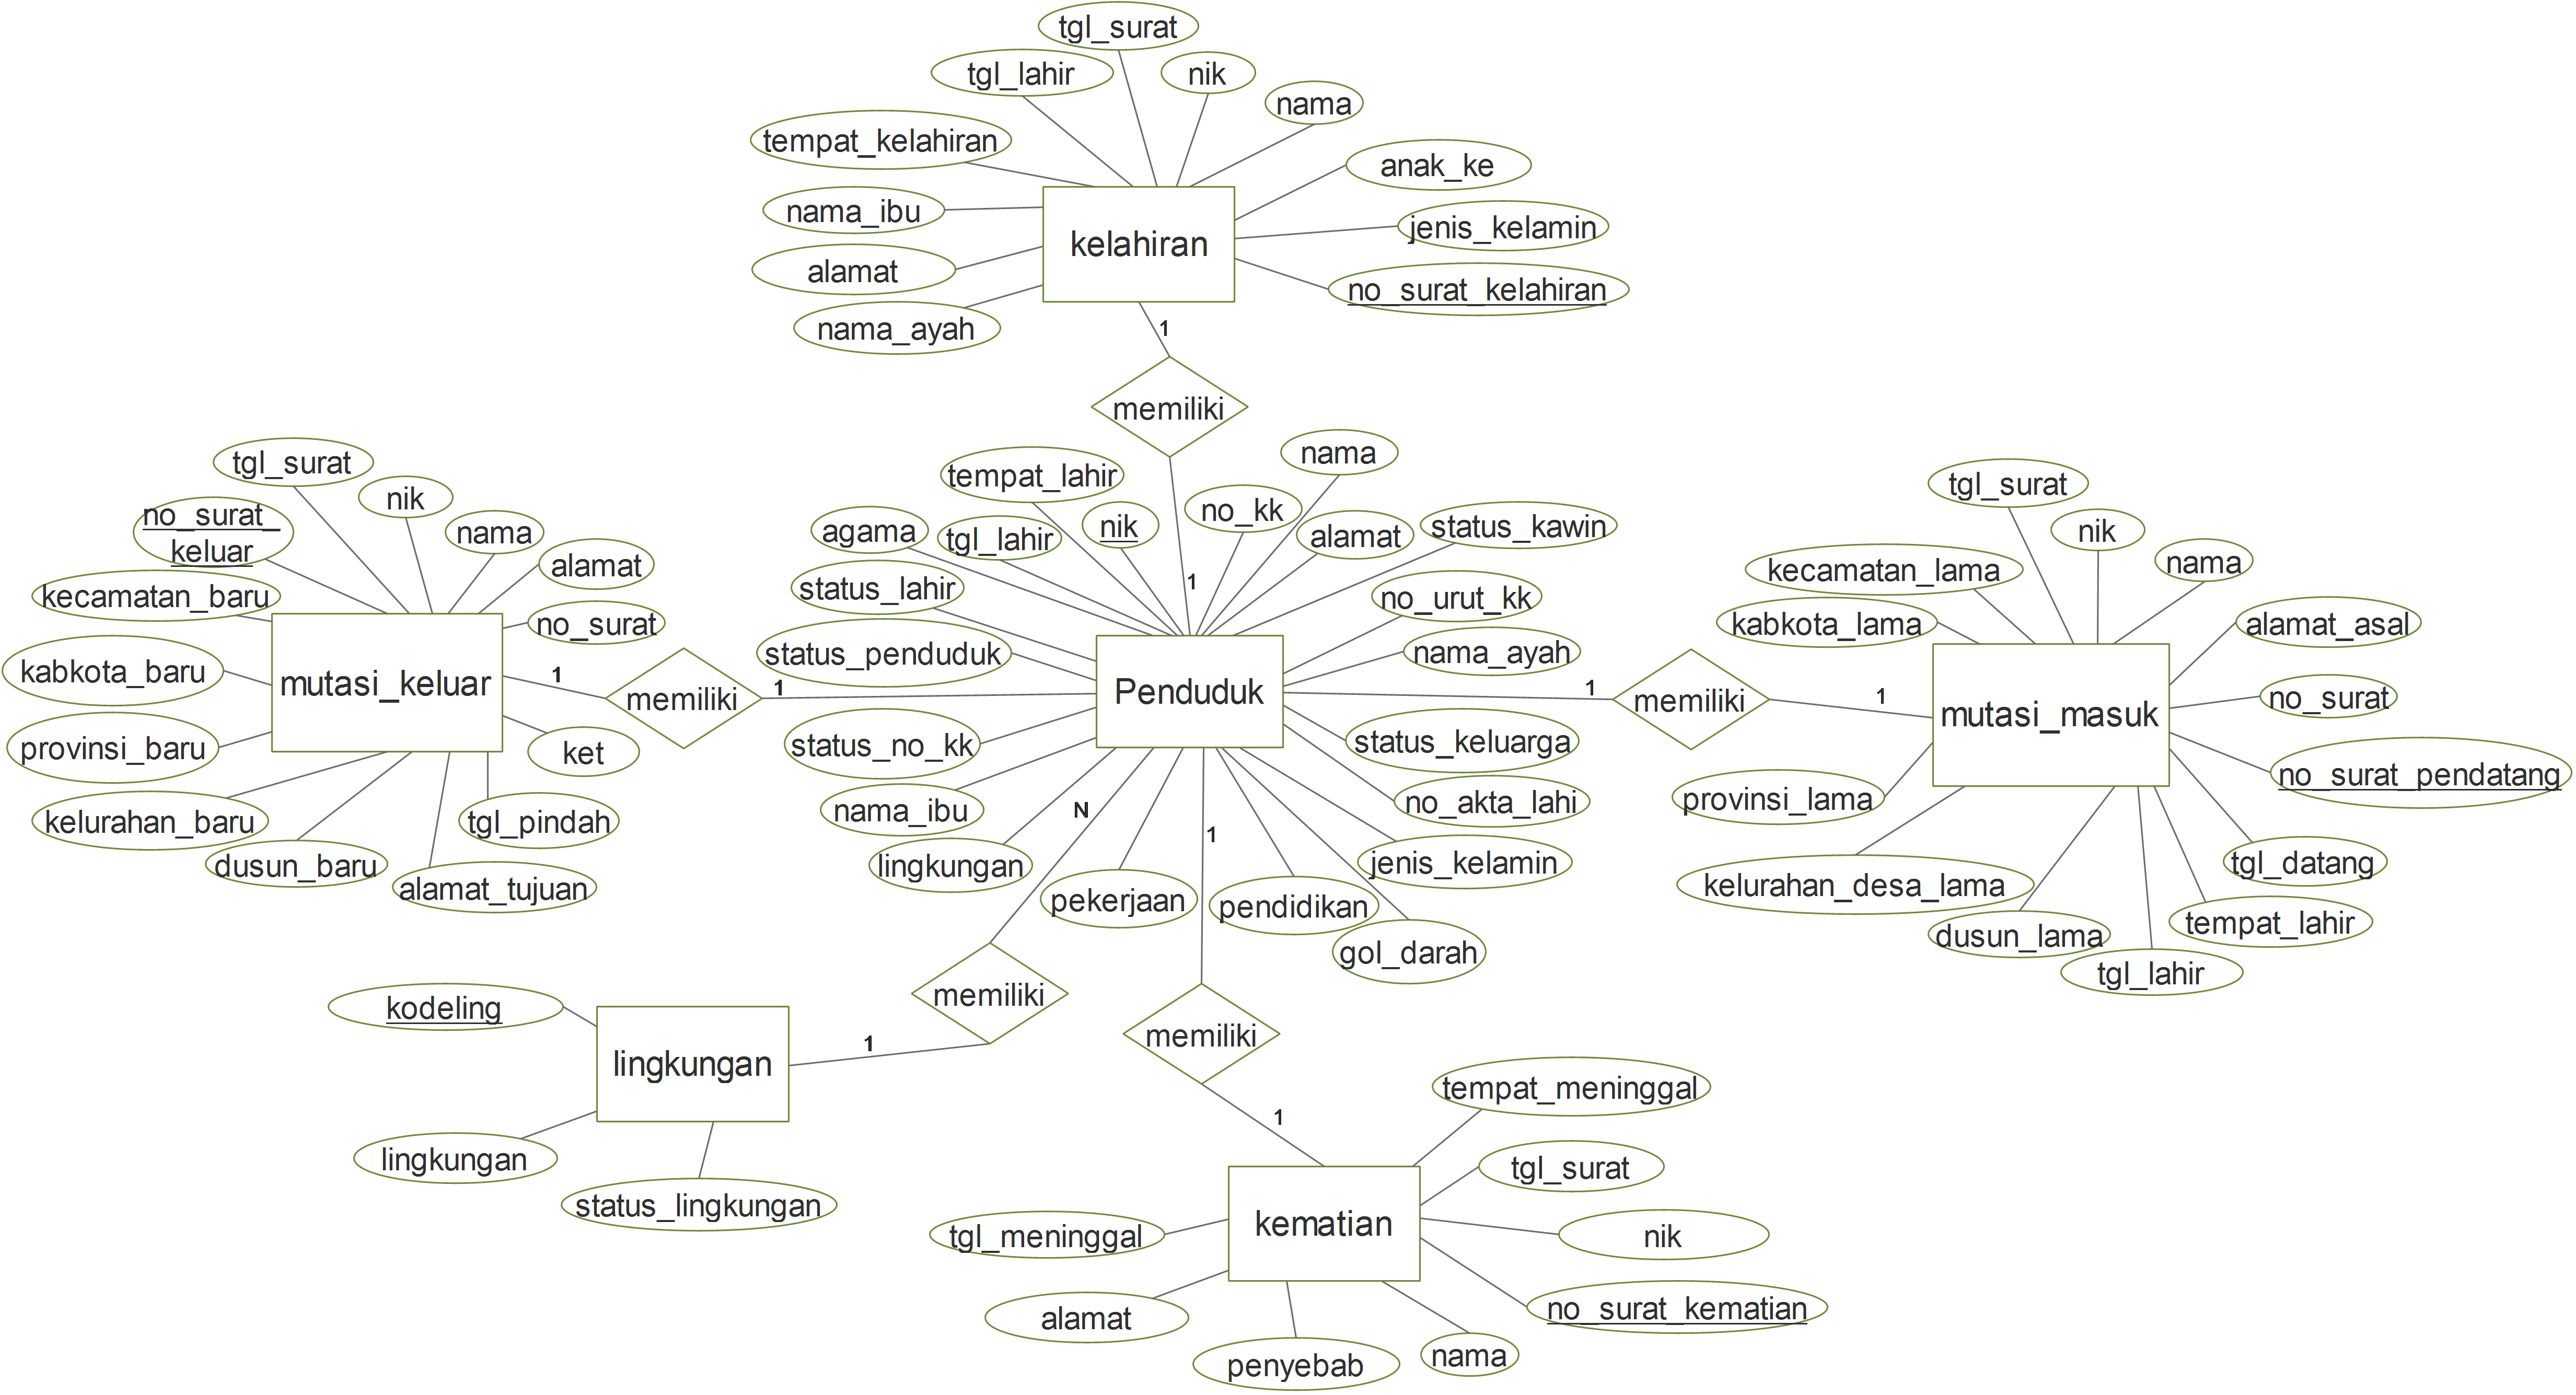 tgl_surat
tgl_lahir
nik
nama
tempat_kelahiran
anak_ke
nama_ibu
jenis_kelamin
kelahiran
alamat
no_surat_kelahiran
nama_ayah
1
memiliki
tgl_surat
nik
no_surat_
keluar
nama
alamat
kecamatan_baru
no_surat
kabkota_baru
mutasi_keluar
provinsi_baru
ket
kelurahan_baru
tgl_pindah
dusun_baru
alamat_tujuan
1
memiliki
1
nama
tempat_lahir
no_kk
nik
status_kawin
agama
tgl_lahir
alamat
1
status_lahir
no_urut_kk
status_penduduk
nama_ayah
Penduduk
status_no_kk
status_keluarga
nama_ibu
no_akta_lahi
lingkungan
N
1
jenis_kelamin
pekerjaan
pendidikan
gol_darah
1
memiliki
1
tgl_surat
nik
nama
kecamatan_lama
kabkota_lama
alamat_asal
mutasi_masuk
no_surat
no_surat_pendatang
provinsi_lama
tgl_datang
kelurahan_desa_lama
tempat_lahir
dusun_lama
tgl_lahir
memiliki
kodeling
1
lingkungan
lingkungan
status_lingkungan
memiliki
1
tempat_meninggal
tgl_surat
kematian
tgl_meninggal
nik
no_surat_kematian
alamat
nama
penyebab